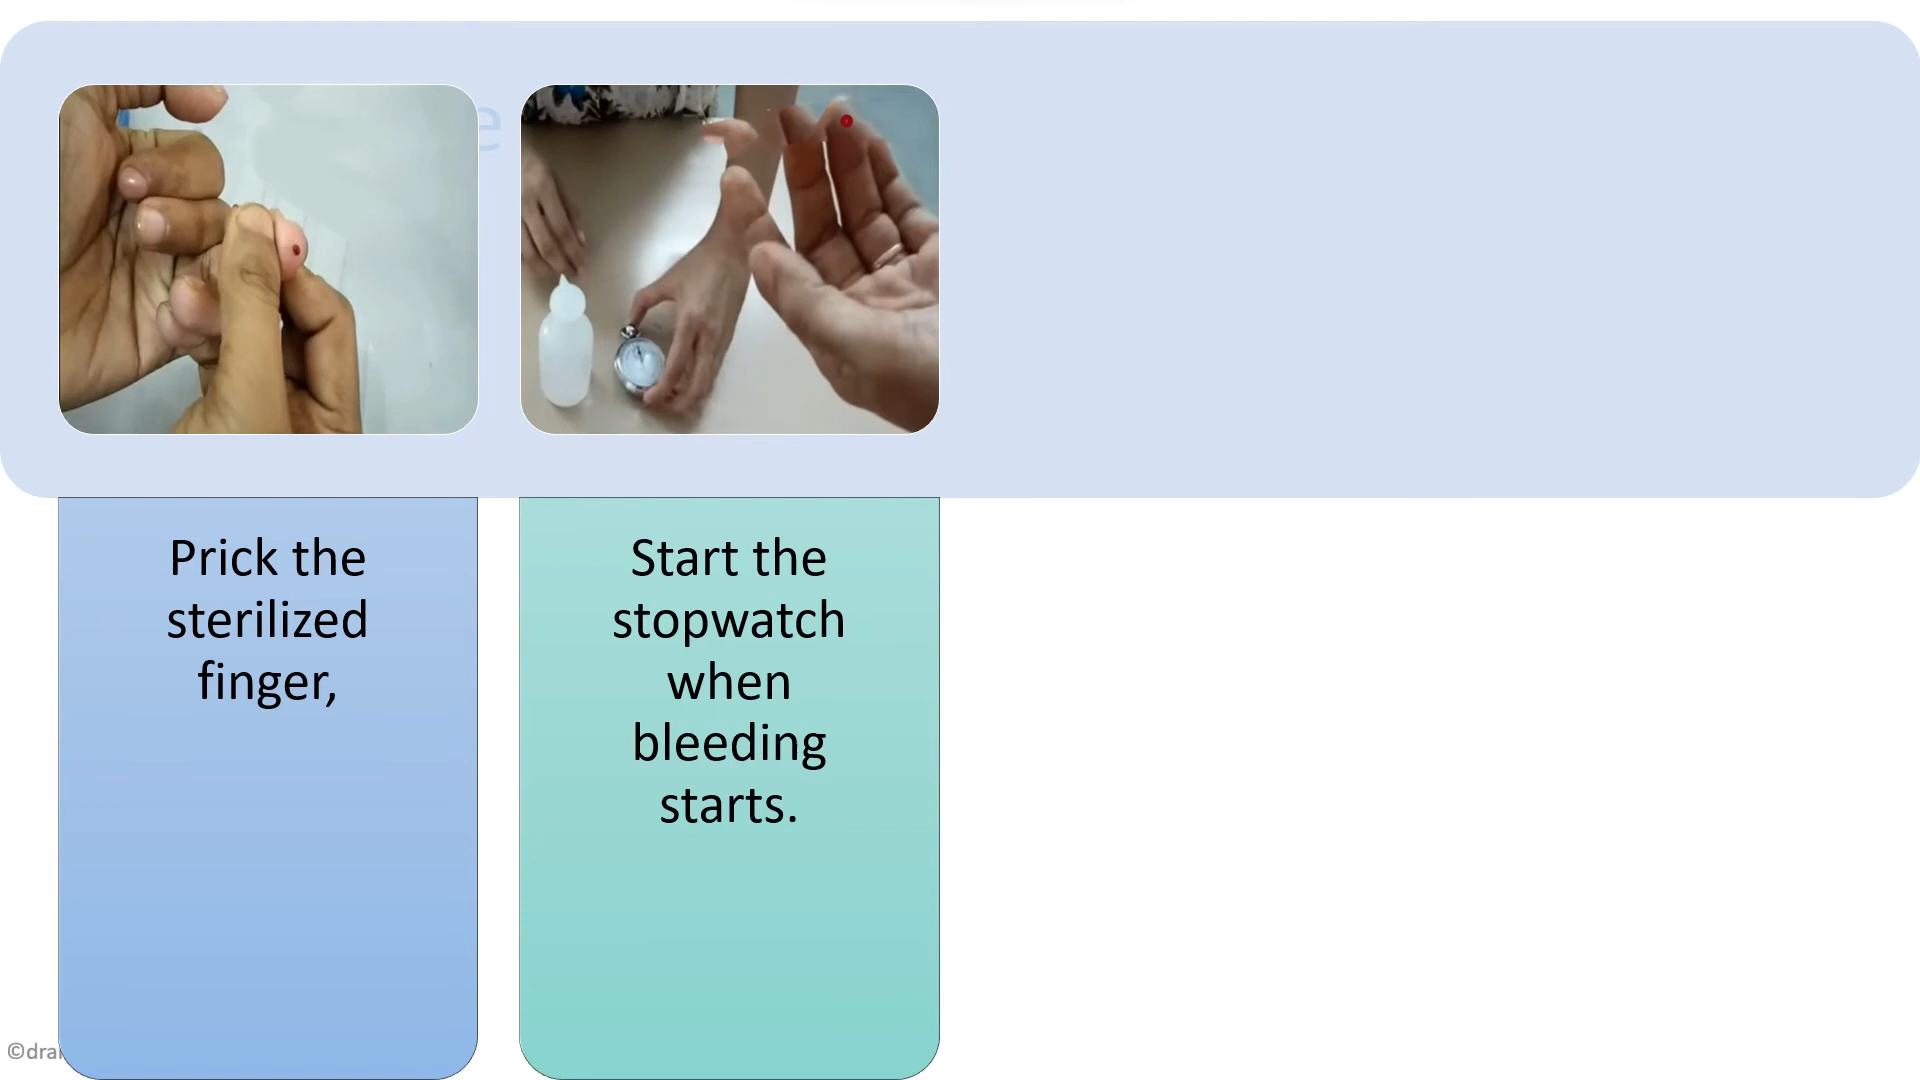 Prick the
sterilized
finger,
Start the
stopwatch
when
bleeding
starts.